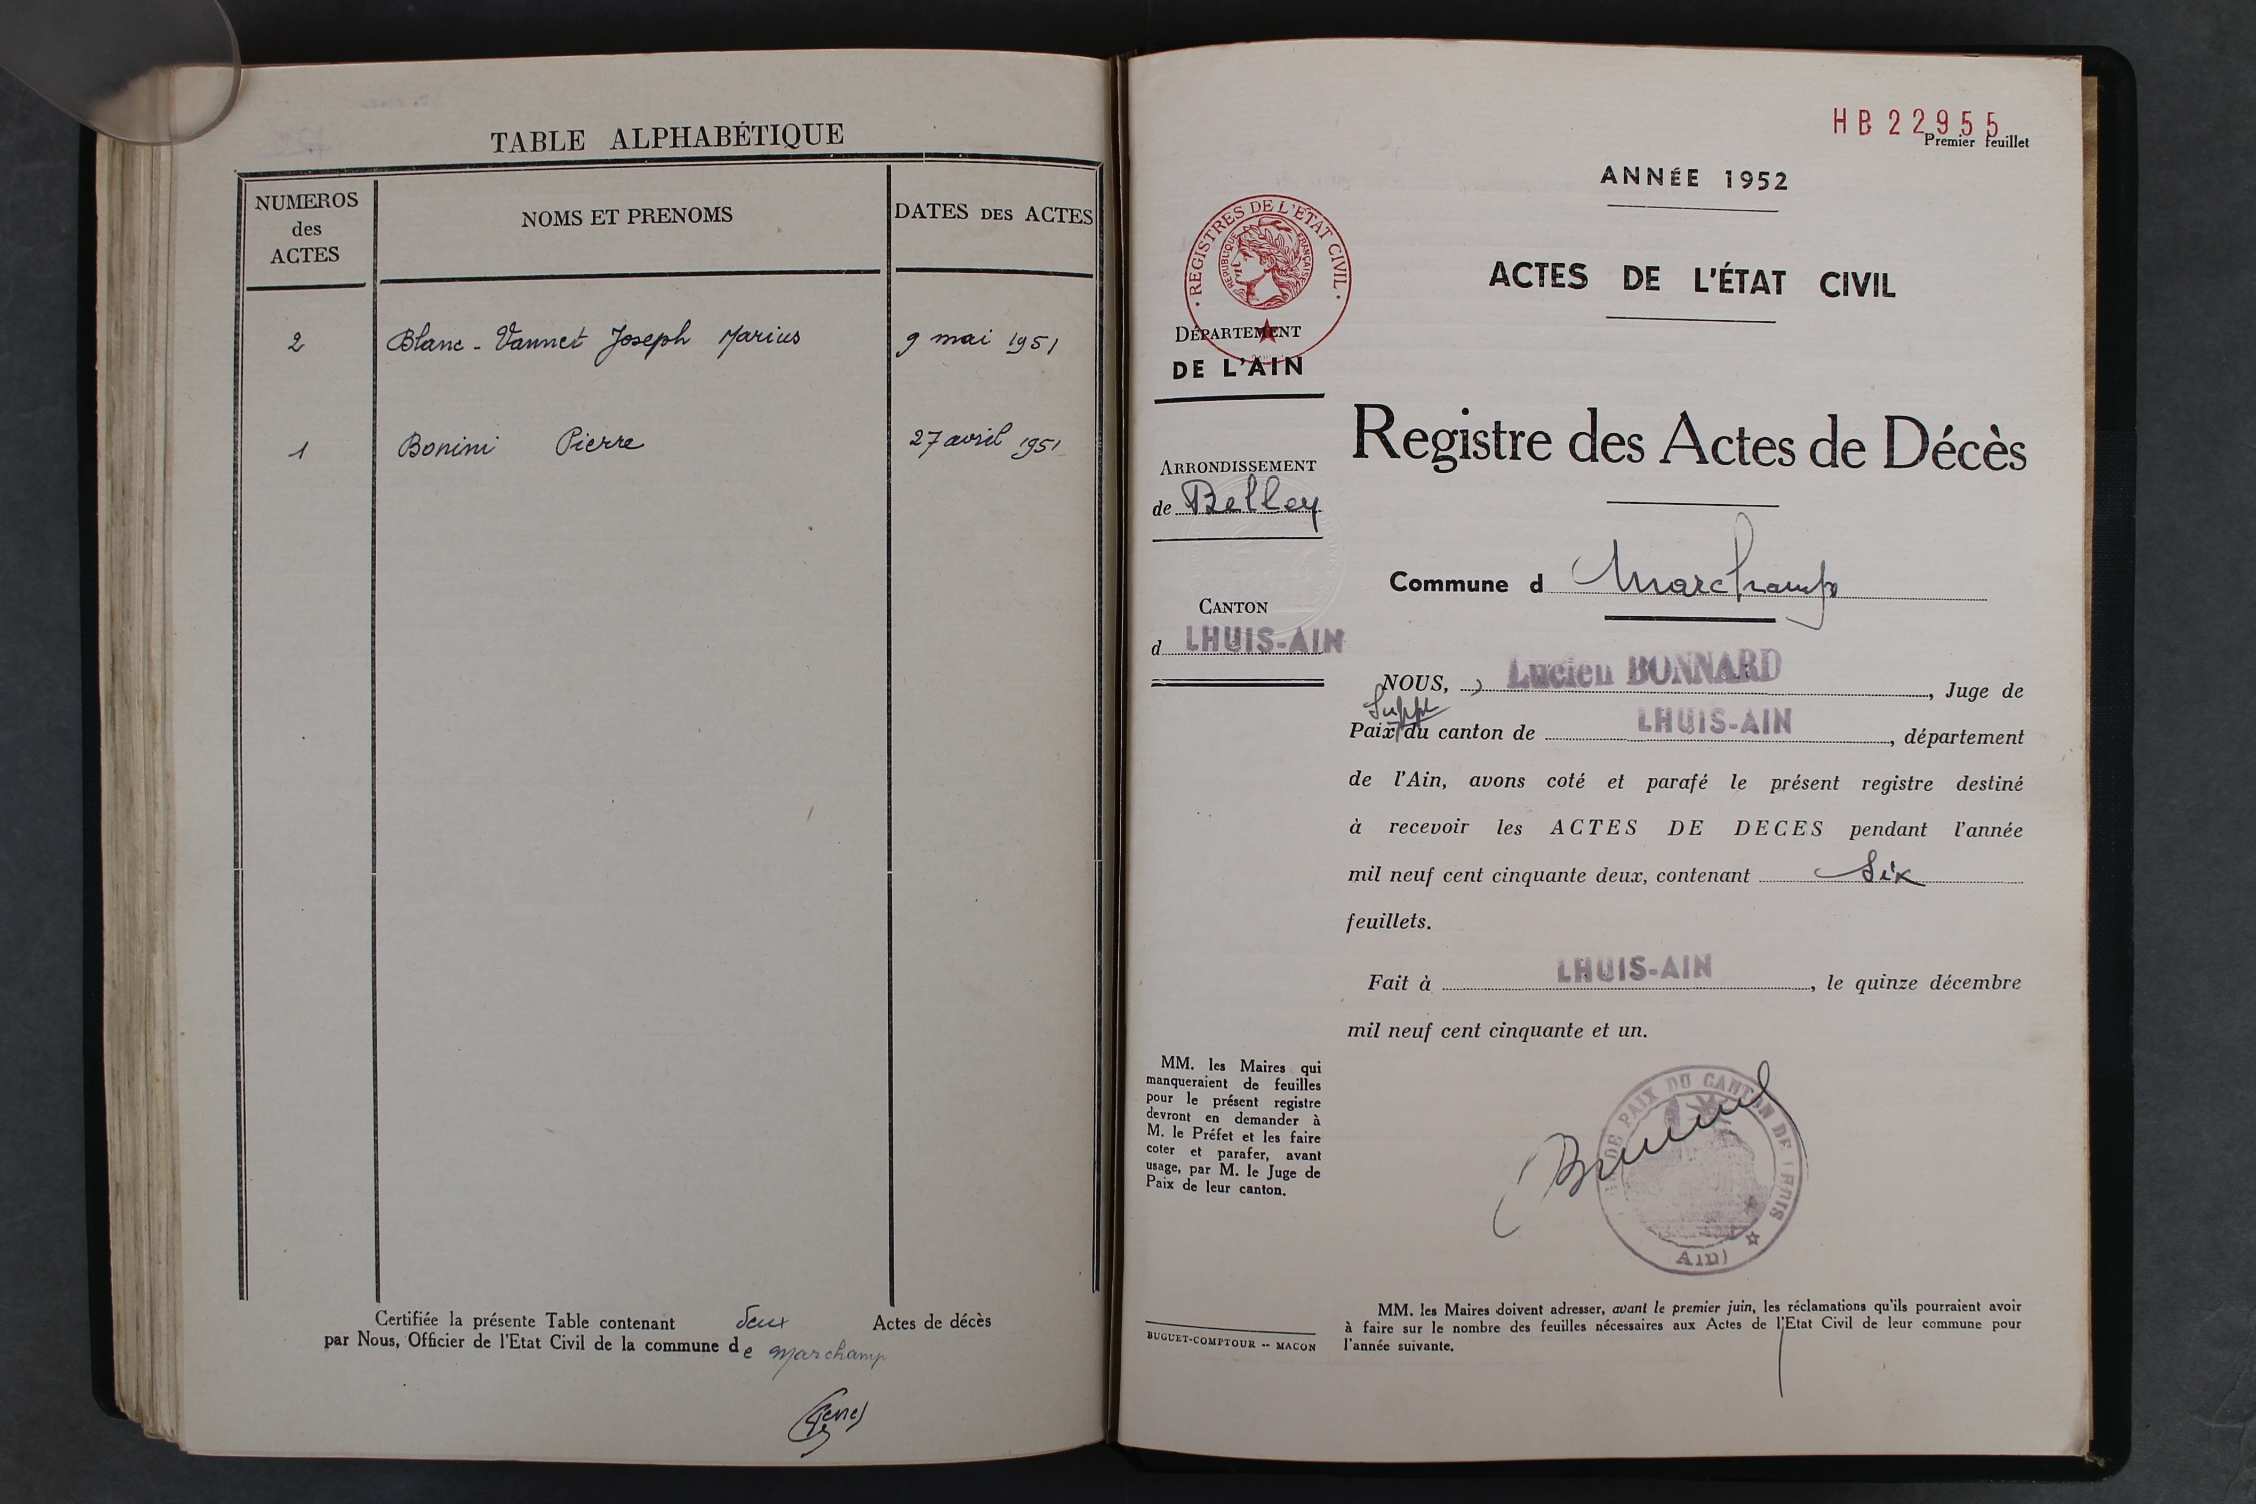 TABLE ALPHABÉTIQUE
NUMEROS
des
ACTES
NOMS ET PRENOMS
DATES DES ACTES
2 Blanc - Vannet Joseph Marius 9 mai 1951
1 Bonini Pierre 27 avril 1951
Certifiée la présente Table contenant deux Actes de décès
par Nous, Officier de l'Etat Civil de la commune de Marchamp
HB 22955
Premier feuillet
ANNÉE 1952
REGISTRES DE L'ÉTAT CIVIL
RÉPUBLIQUE FRANÇAISE
ACTES DE L'ÉTAT CIVIL
DÉPARTEMENT
DE L'AIN
Registre des Actes de Décès
ARRONDISSEMENT
de Belley
Commune d Marchamp
CANTON
d LHUIS-AIN
NOUS, Lucien BONNARD, Juge de
Suppt
Paix du canton de LHUIS-AIN, département
de l'Ain, avons coté et parafé le présent registre destiné
à recevoir les ACTES DE DECES pendant l'année
mil neuf cent cinquante deux, contenant Six
feuillets.
Fait à LHUIS-AIN, le quinze décembre
mil neuf cent cinquante et un.
MM. les Maires qui
manqueraient de feuilles
pour le présent registre
devront en demander à
M. le Préfet et les faire
coter et parafer, avant
usage, par M. le Juge de
Paix de leur canton.
DE PAIX DU CANTON DE LHUIS
(AIN)
BUGUET-COMPTOUR -- MACON
MM. les Maires doivent adresser, avant le premier juin, les réclamations qu'ils pourraient avoir
à faire sur le nombre des feuilles nécessaires aux Actes de l'Etat Civil de leur commune pour
l'année suivante.